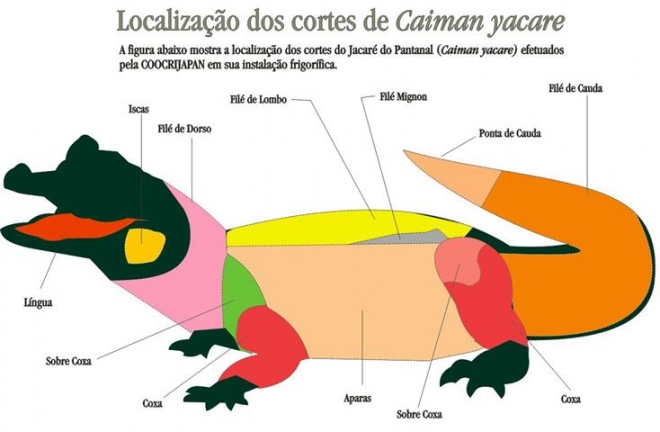 Localização dos cortes de Caiman yacare
A figura abaixo mostra a localização dos cortes do Jacaré do Pantanal (Caiman yacare) efetuados
pela COOCRIJAPAN em sua instalação frigorífica.
Filé de Cauda
Filé de Lombo
Filé Mignon
Iscas
Filé de Dorso
Ponta de Cauda
Língua
Sobre Coxa
Coxa
Aparas
Sobre Coxa
Coxa